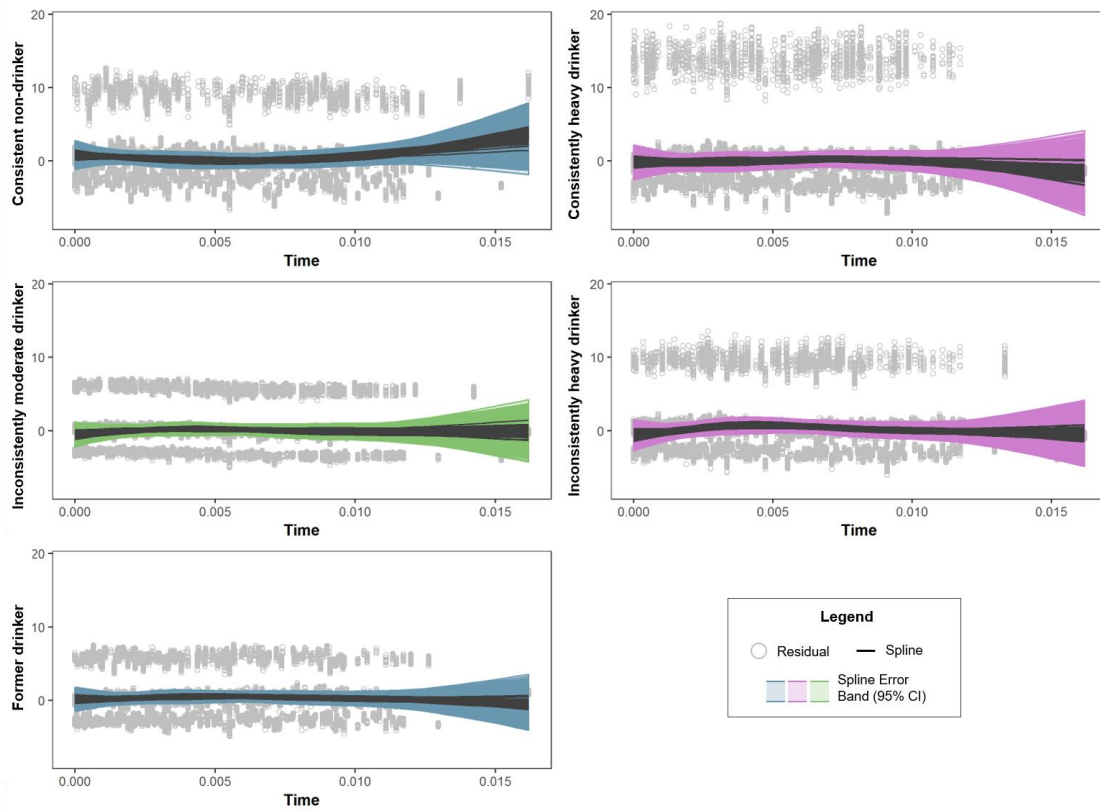 20
10
0
Consistent non-drinker
0.000 0.005 0.010 0.015
Time
20
10
0
Consistently heavy drinker
0.000 0.005 0.010 0.015
Time
20
10
0
Inconsistently moderate drinker
0.000 0.005 0.010 0.015
Time
20
10
0
Inconsistently heavy drinker
0.000 0.005 0.010 0.015
Time
20
10
0
Former drinker
0.000 0.005 0.010 0.015
Time
Legend
Residual Spline
Spline Error
Band (95% CI)